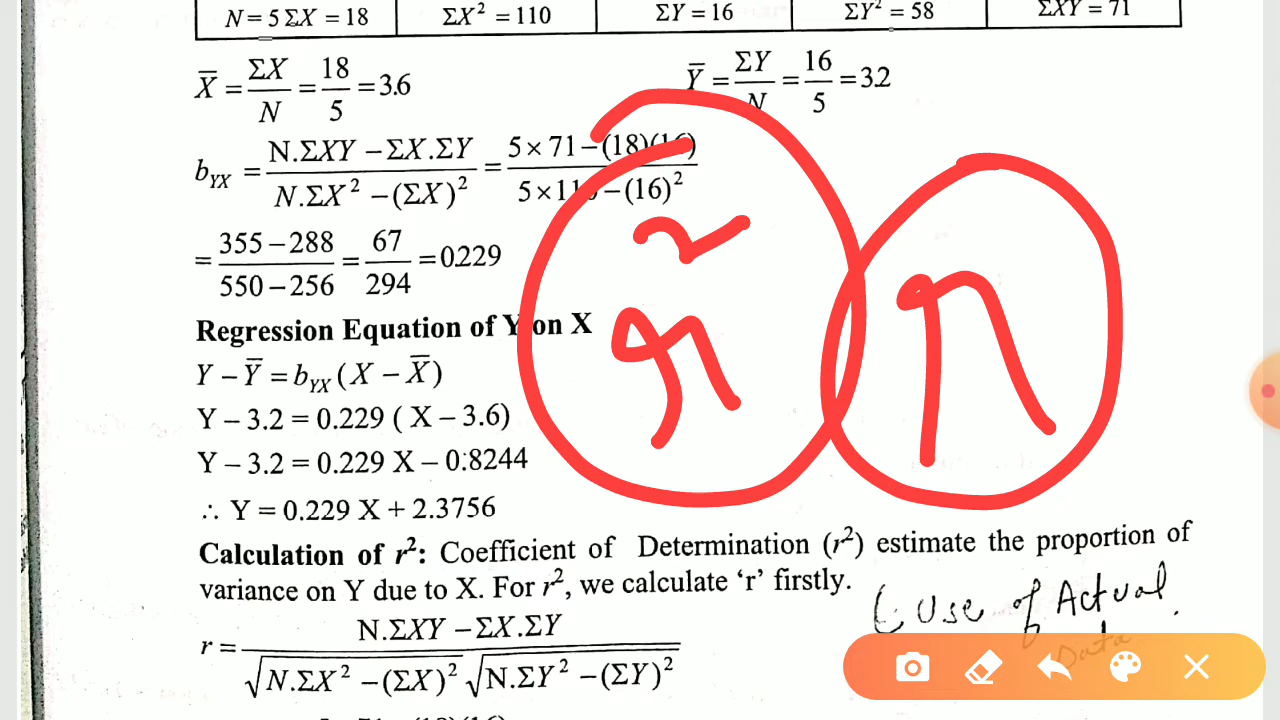 N = 5 ΣX = 18 ΣX² = 110 ΣY = 16 ΣY² = 58 ΣXY = 71
X̅ = ΣX/N = 18/5 = 3.6 Y̅ = ΣY/N = 16/5 = 32
b_YX = (N.ΣXY − ΣX.ΣY)/(N.ΣX² − (ΣX)²) = (5 × 71 − (18)(16))/(5 × 110 − (16)²)
= (355 − 288)/(550 − 256) = 67/294 = 0229
Regression Equation of Y on X
Y − Y̅ = b_YX (X − X̅)
Y – 3.2 = 0.229 ( X – 3.6)
Y – 3.2 = 0.229 X – 0.8244
∴ Y = 0.229 X + 2.3756
r²
r
Calculation of r²: Coefficient of Determination (r²) estimate the proportion of
variance on Y due to X. For r², we calculate ‘r’ firstly.
( Use of Actual
Data
r = (N.ΣXY − ΣX.ΣY)/(√(N.ΣX² − (ΣX)²) √(N.ΣY² − (ΣY)²))